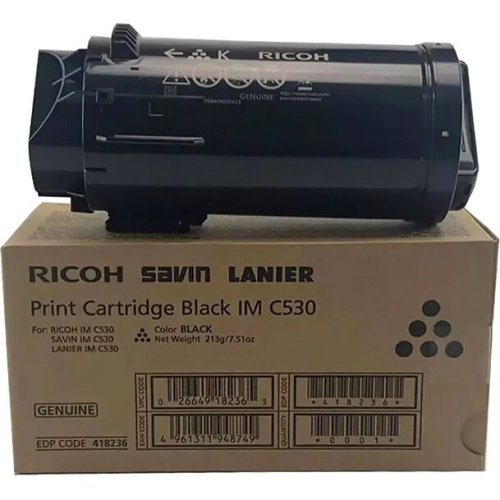 K
RICOH
GENUINE
L
RICOH savin LANIER
Print Cartridge Black IM C530
For: RICOH IM C530
SAVIN IM C530
LANIER IM C530
Color BLACK
Net Weight 213g/7.51oz
GENUINE
EDP CODE 418236
UPC CODE
0 26649 18236 5
EAN CODE
4 961311 948749
EDP CODE
*418236*
QUANTITY
*0001*